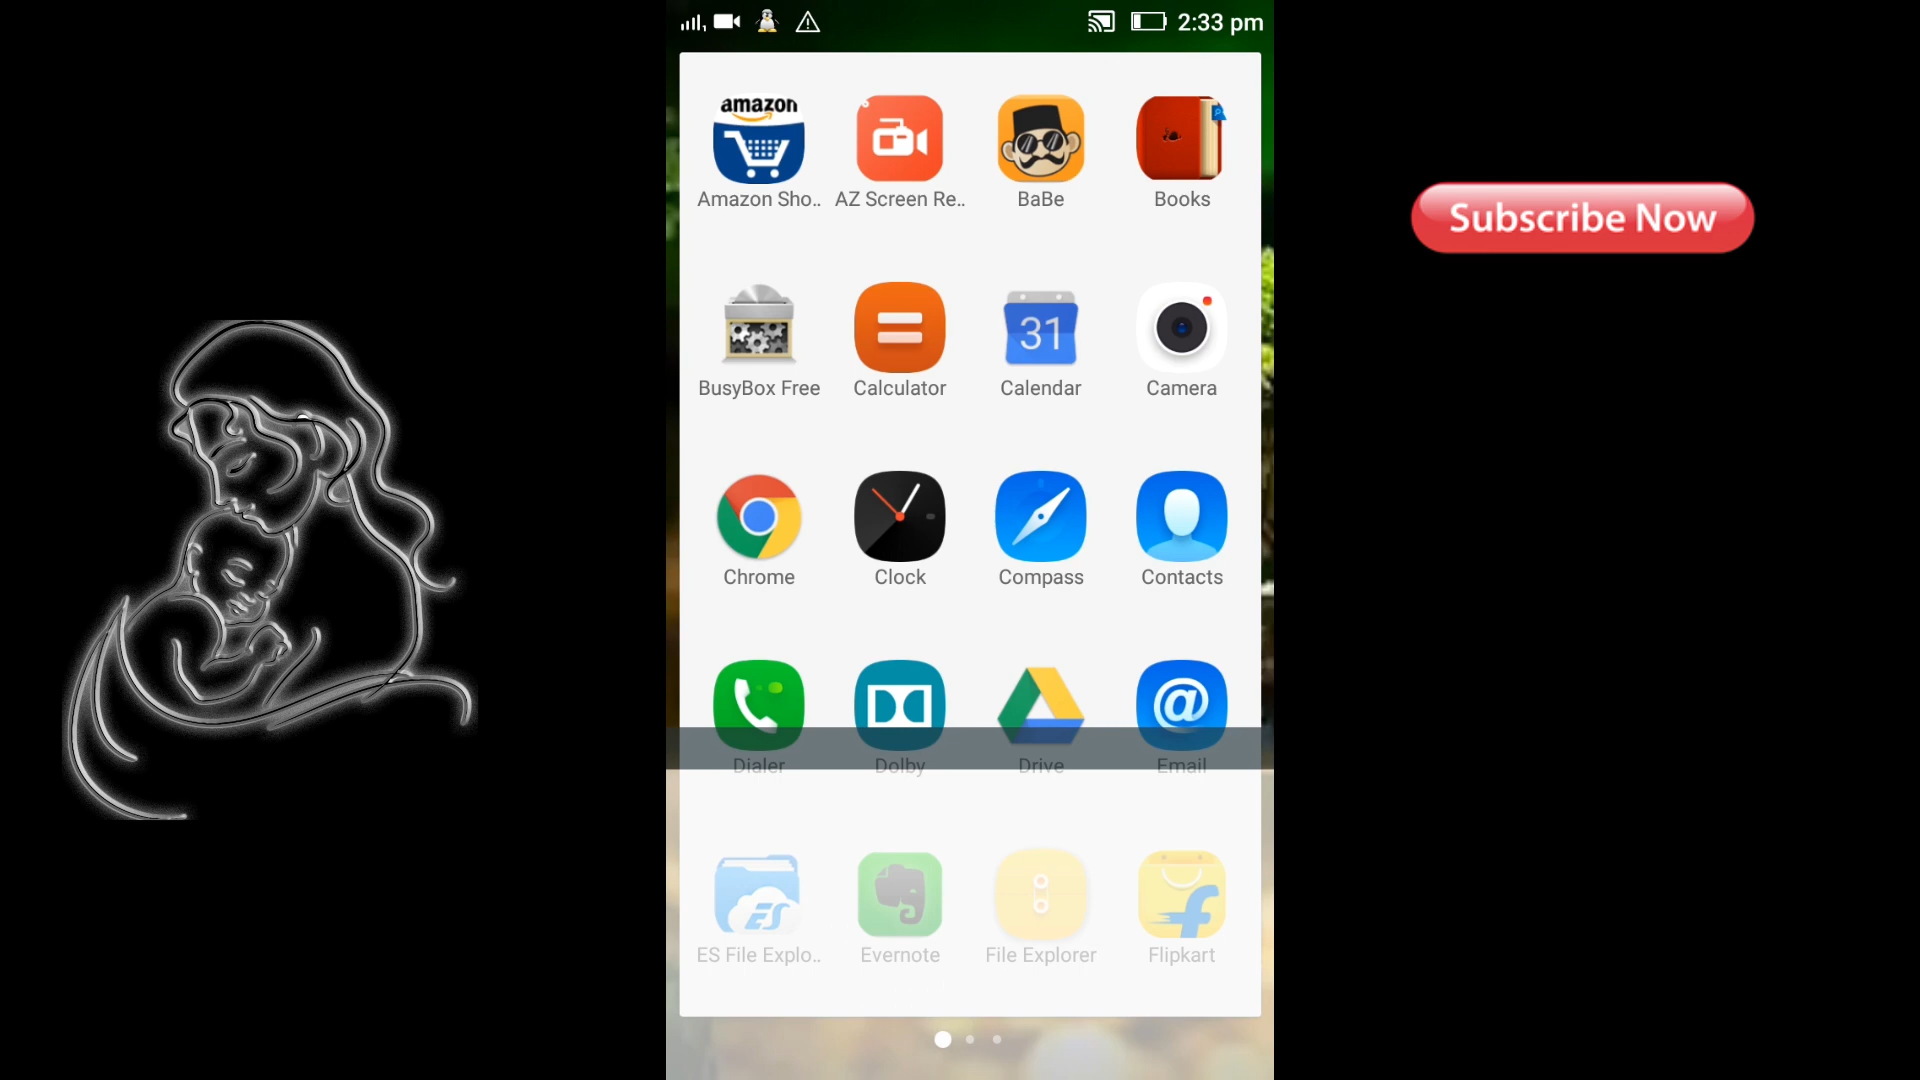 2:33 pm
amazon
Amazon Sho.. AZ Screen Re.. BaBe Books
31
BusyBox Free Calculator Calendar Camera
Chrome Clock Compass Contacts
Dialer Dolby Drive Email
ES
ES File Explo.. Evernote File Explorer Flipkart
Subscribe Now